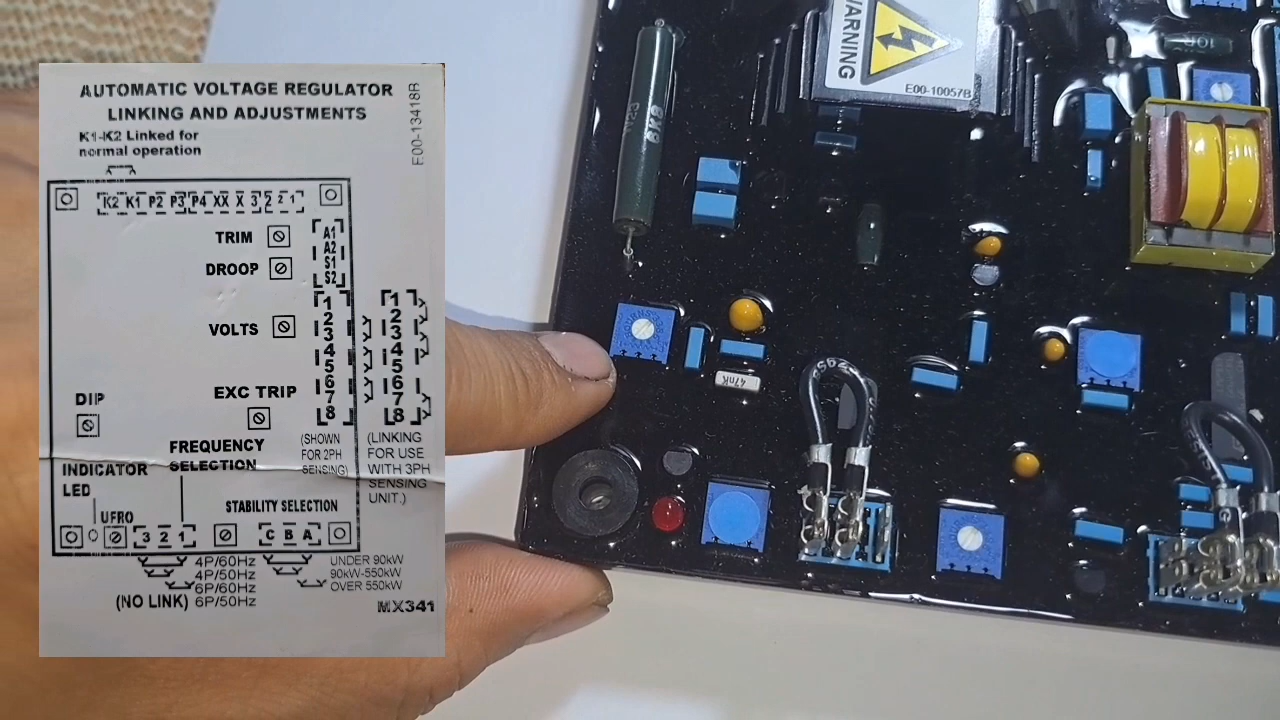 AUTOMATIC VOLTAGE REGULATOR
LINKING AND ADJUSTMENTS
E00-13418R
K1-K2 Linked for
normal operation
K2 K1 P2 P3 P4 XX X 3 2 2 1
TRIM
DROOP
VOLTS
EXC TRIP
DIP
A1
A2
S1
S2
1 1
2 2
3 3
4 4
5 5
6 6
7 7
8 8
(SHOWN
FOR 2PH
SENSING)
(LINKING
FOR USE
WITH 3PH
SENSING
UNIT.)
FREQUENCY
SELECTION
INDICATOR
LED
UFRO
STABILITY SELECTION
3 2 1
C B A
4P/60Hz
4P/50Hz
6P/60Hz
(NO LINK) 6P/50Hz
UNDER 90kW
90kW-550kW
OVER 550kW
MX341
WARNING
E00-10057B
47nK